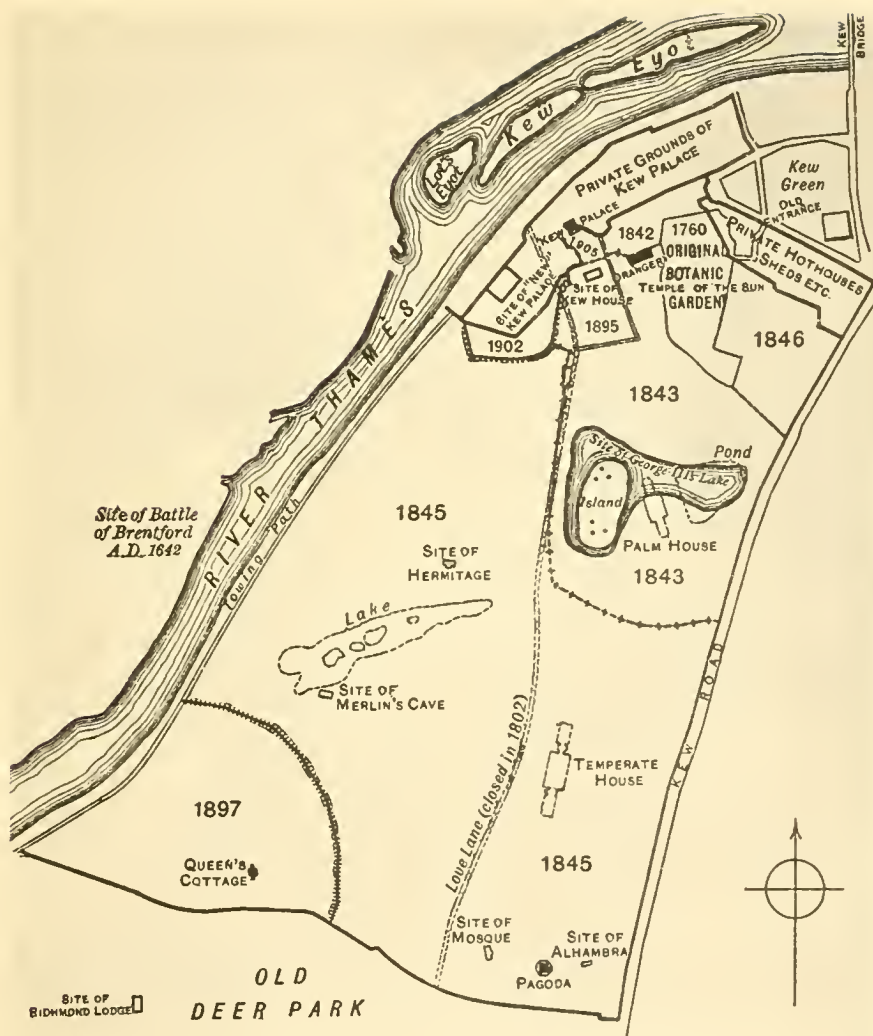 KEW
BRIDGE
Kew Eyo
Lot's
Eyot
PRIVATE GROUNDS OF
KEW PALACE
Kew
Green
OLD
ENTRANCE
KEW PALACE
1905
1842
1760
ORIGINAL
BOTANIC
GARDEN
PRIVATE HOTHOUSES
SHEDS ETC.
ORANGERY
TEMPLE OF THE SUN
SITE OF "NEW"
KEW PALACE
SITE OF
KEW HOUSE
1895
1902
1846
1843
RIVER THAMES
Towing Path
Site of George III's Lake
Pond
Island
PALM HOUSE
1843
Site of Battle
of Brentford
A.D. 1642
1845
SITE OF
HERMITAGE
Lake
SITE OF
MERLIN'S CAVE
KEW ROAD
Love Lane (closed in 1802)
TEMPERATE
HOUSE
1897
QUEEN'S
COTTAGE
1845
SITE OF
MOSQUE
SITE OF
ALHAMBRA
PAGODA
OLD
DEER PARK
SITE OF
RIDHMOND LODGE